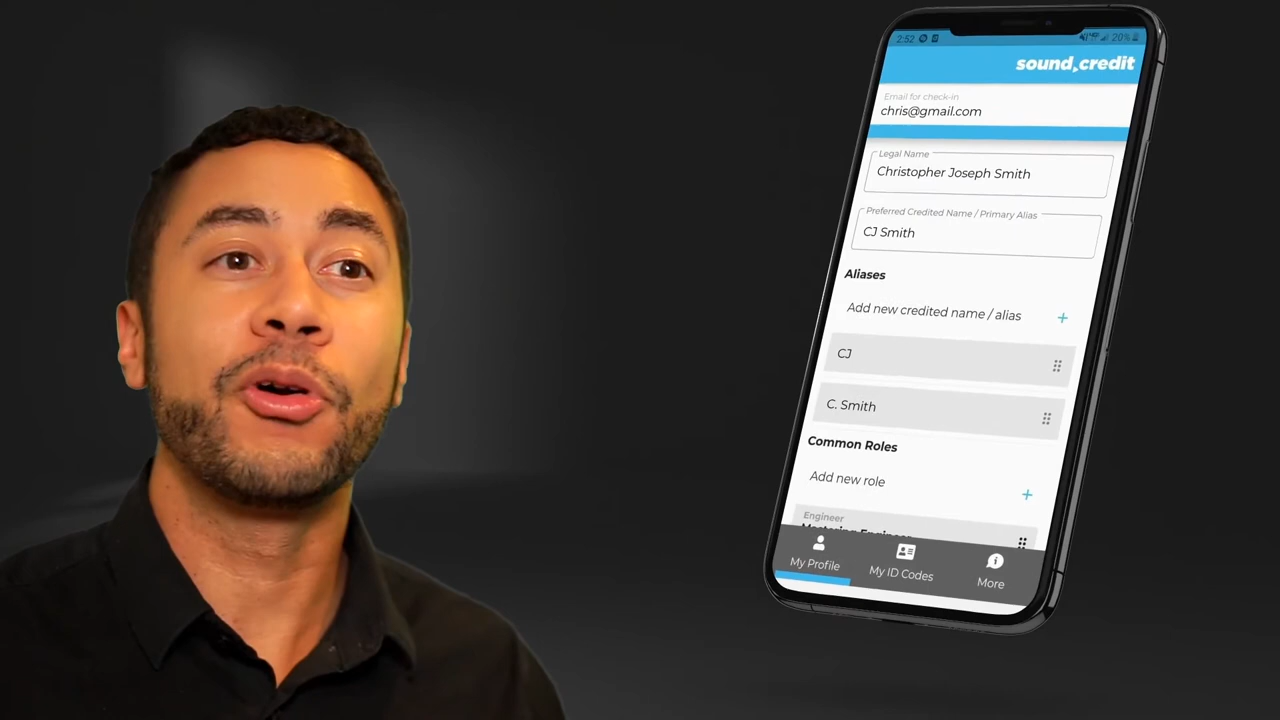 2:52 20%
sound.credit
Email for check-in
chris@gmail.com
Legal Name
Christopher Joseph Smith
Preferred Credited Name / Primary Alias
CJ Smith
Aliases
Add new credited name / alias
CJ
C. Smith
Common Roles
Add new role
Engineer
Mastering Engineer
My Profile My ID Codes More